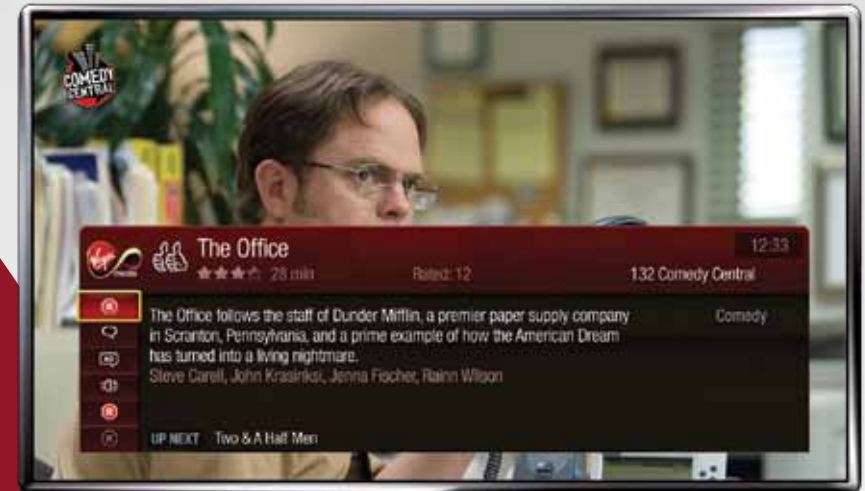 COMEDY
CENTRAL
The Office
12:33
28 min
Rated: 12
132 Comedy Central
The Office follows the staff of Dunder Mifflin, a premier paper supply company
Comedy
in Scranton, Pennsylvania, and a prime example of how the American Dream
has turned into a living nightmare.
Steve Carell, John Krasinksi, Jenna Fischer, Rainn Wilson
UP NEXT Two & A Half Men